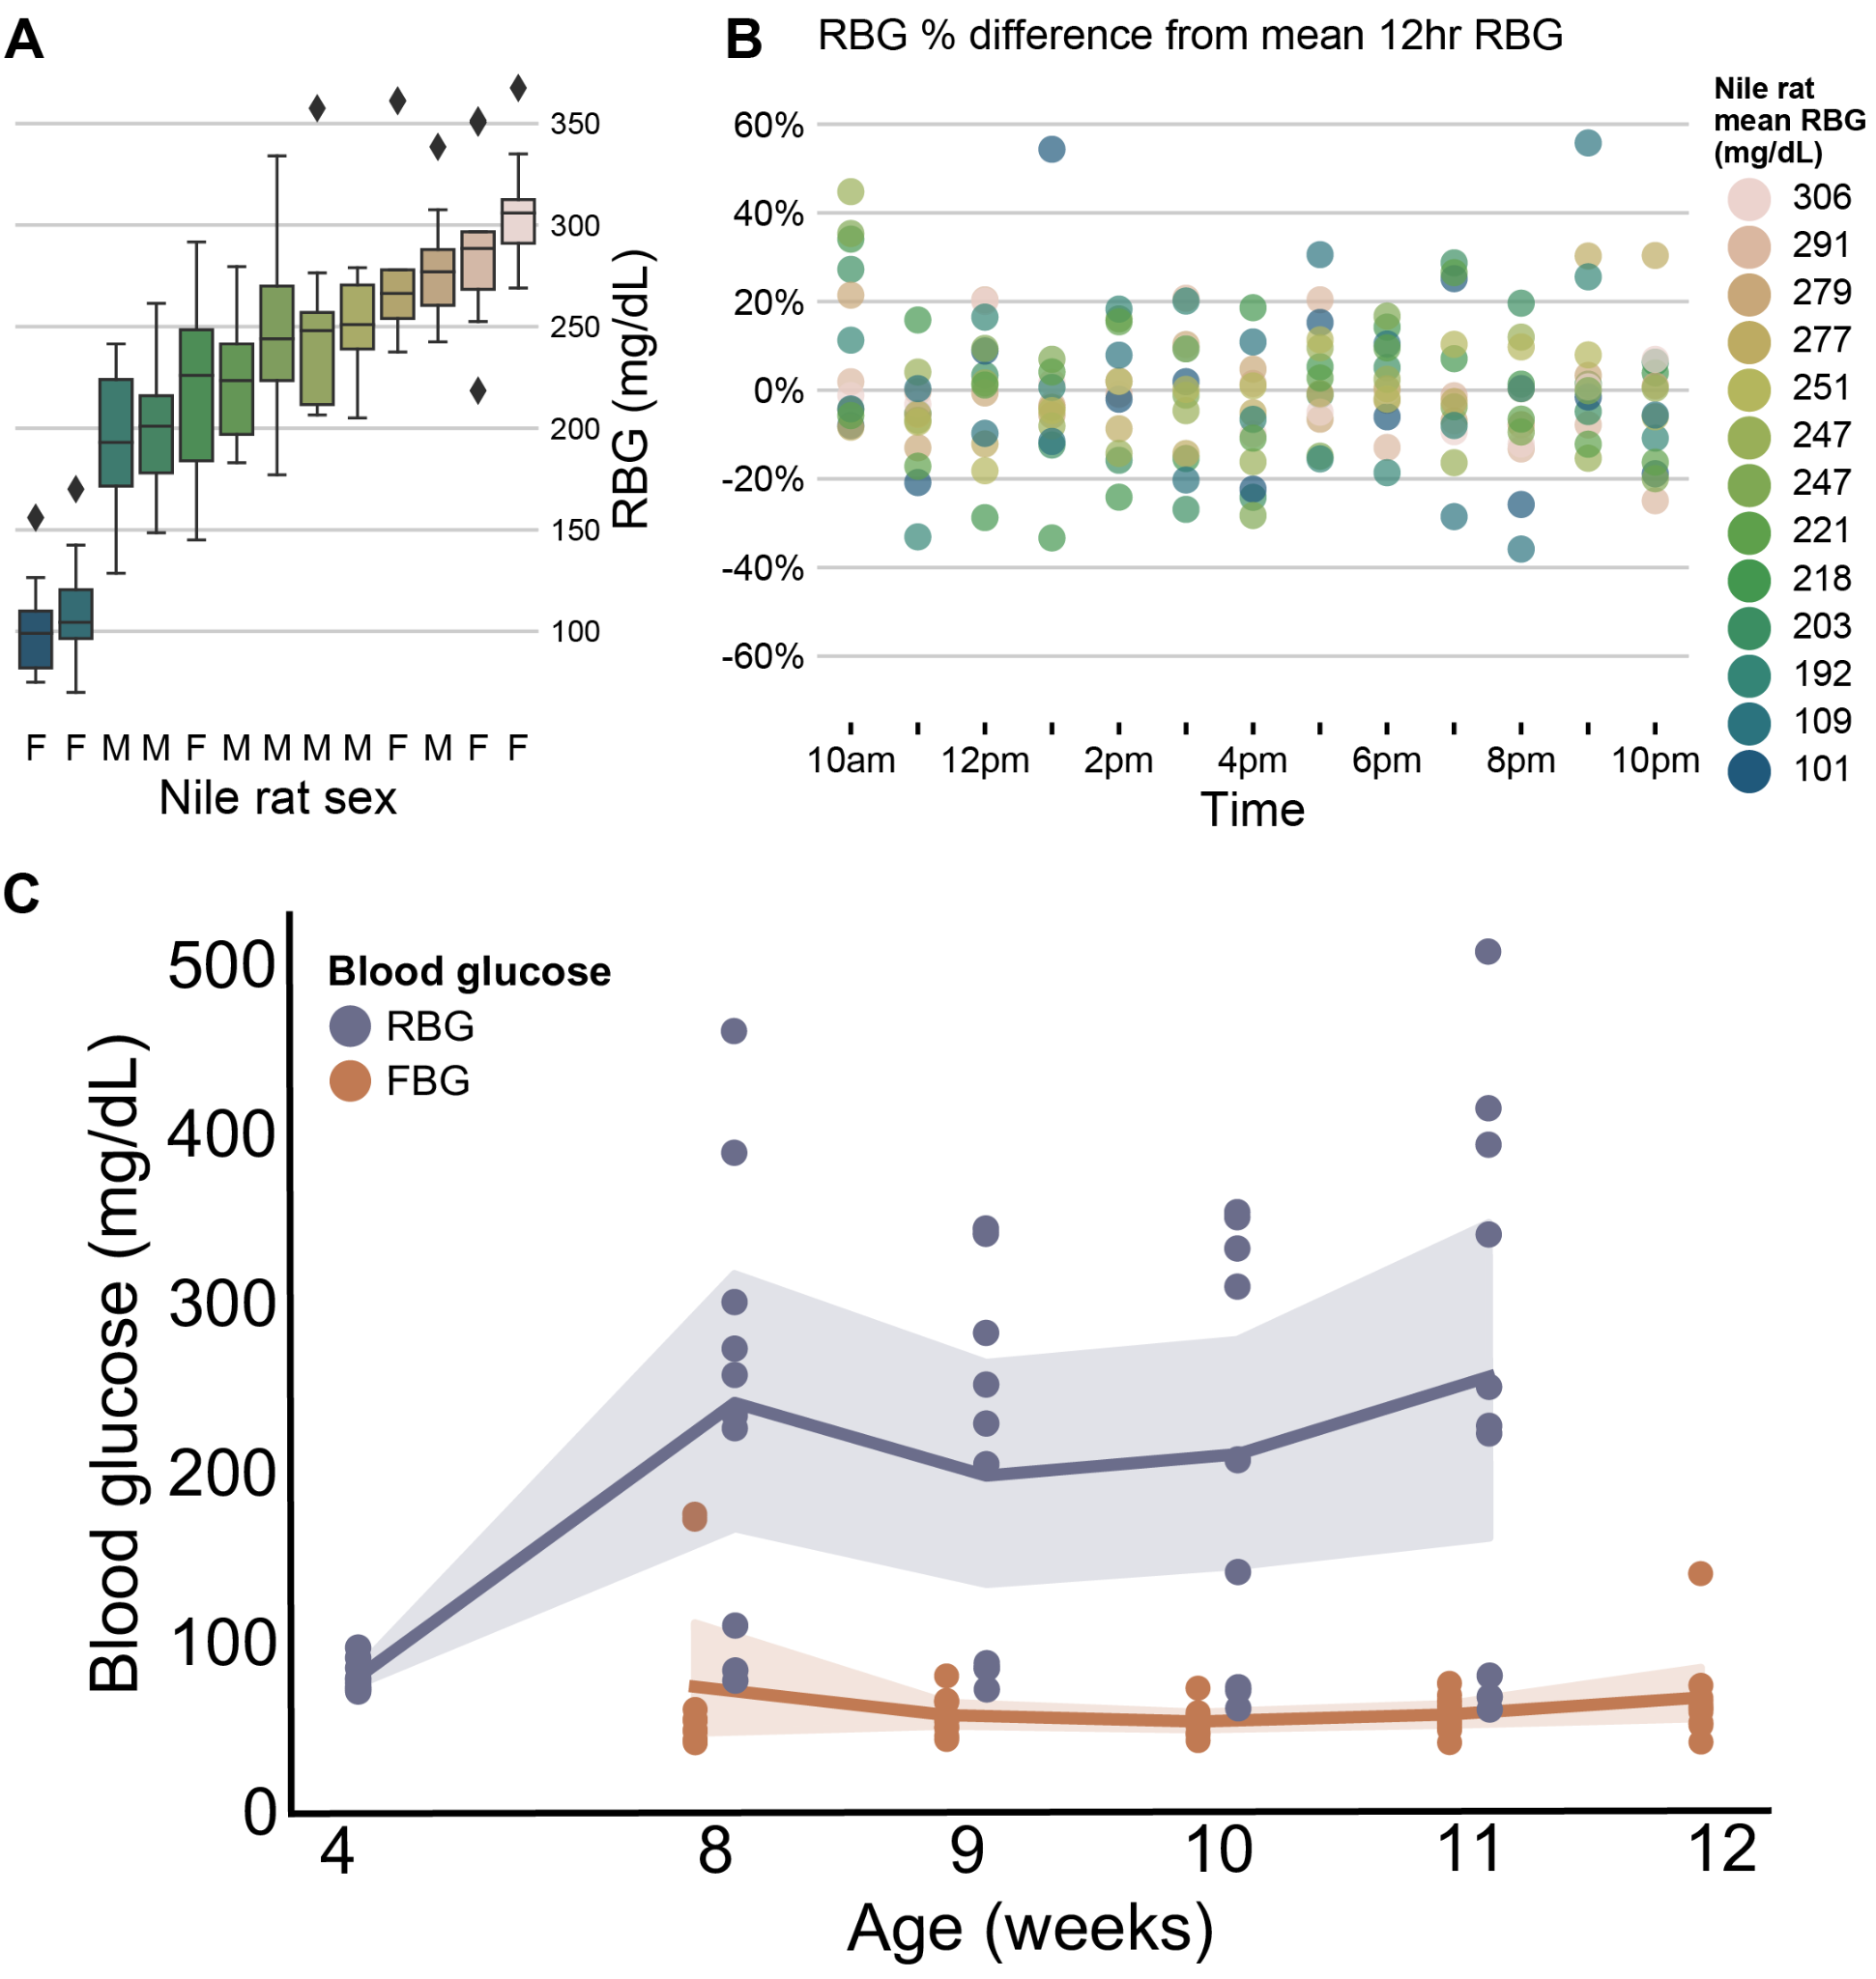 A
350
300
250
200
150
100
RBG (mg/dL)
F F M M F M M M M F M F F
Nile rat sex
B
RBG % difference from mean 12hr RBG
60%
40%
20%
0%
-20%
-40%
-60%
10am 12pm 2pm 4pm 6pm 8pm 10pm
Time
Nile rat
mean RBG
(mg/dL)
306
291
279
277
251
247
247
221
218
203
192
109
101
C
Blood glucose (mg/dL)
500
400
300
200
100
0
Blood glucose
RBG
FBG
4 8 9 10 11 12
Age (weeks)